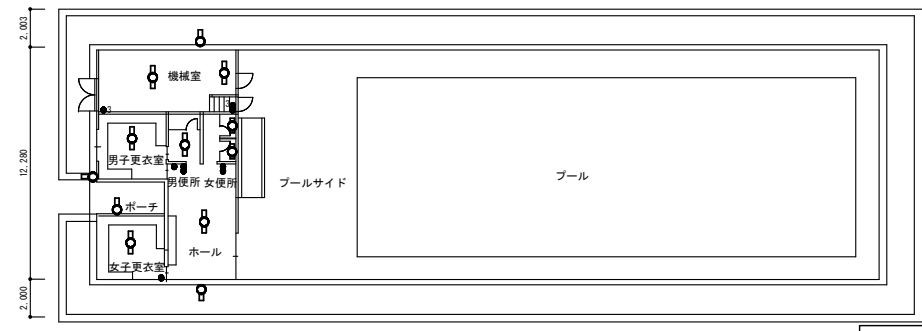 2.003
12.280
2.000
機械室
3
3
男子更衣室
男便所
女便所
プールサイド
プール
ポーチ
ホール
女子更衣室